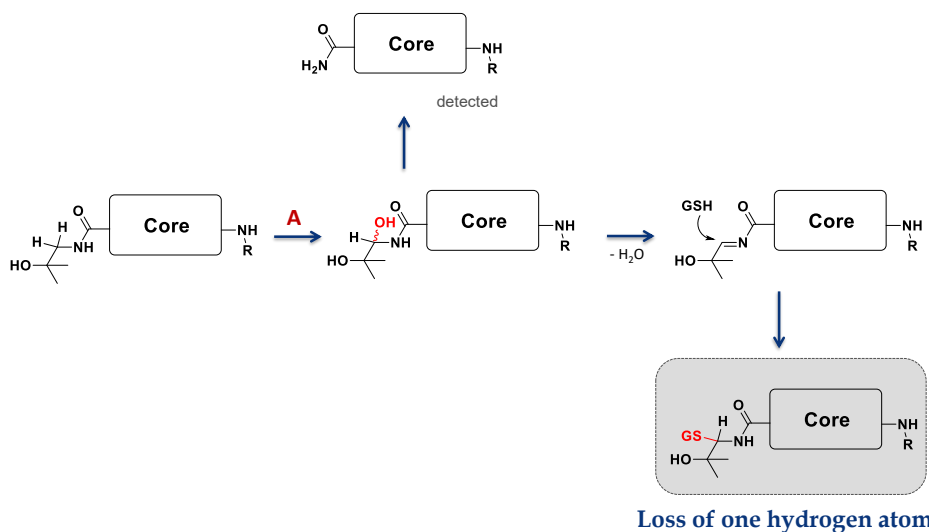 O
Core
NH
R
H2N
detected
O
H
H
NH
HO
Core
NH
R
A
O
OH
H
NH
HO
Core
NH
R
- H2O
GSH
O
N
HO
Core
NH
R
O
H
GS
NH
HO
Core
NH
R
Loss of one hydrogen atom